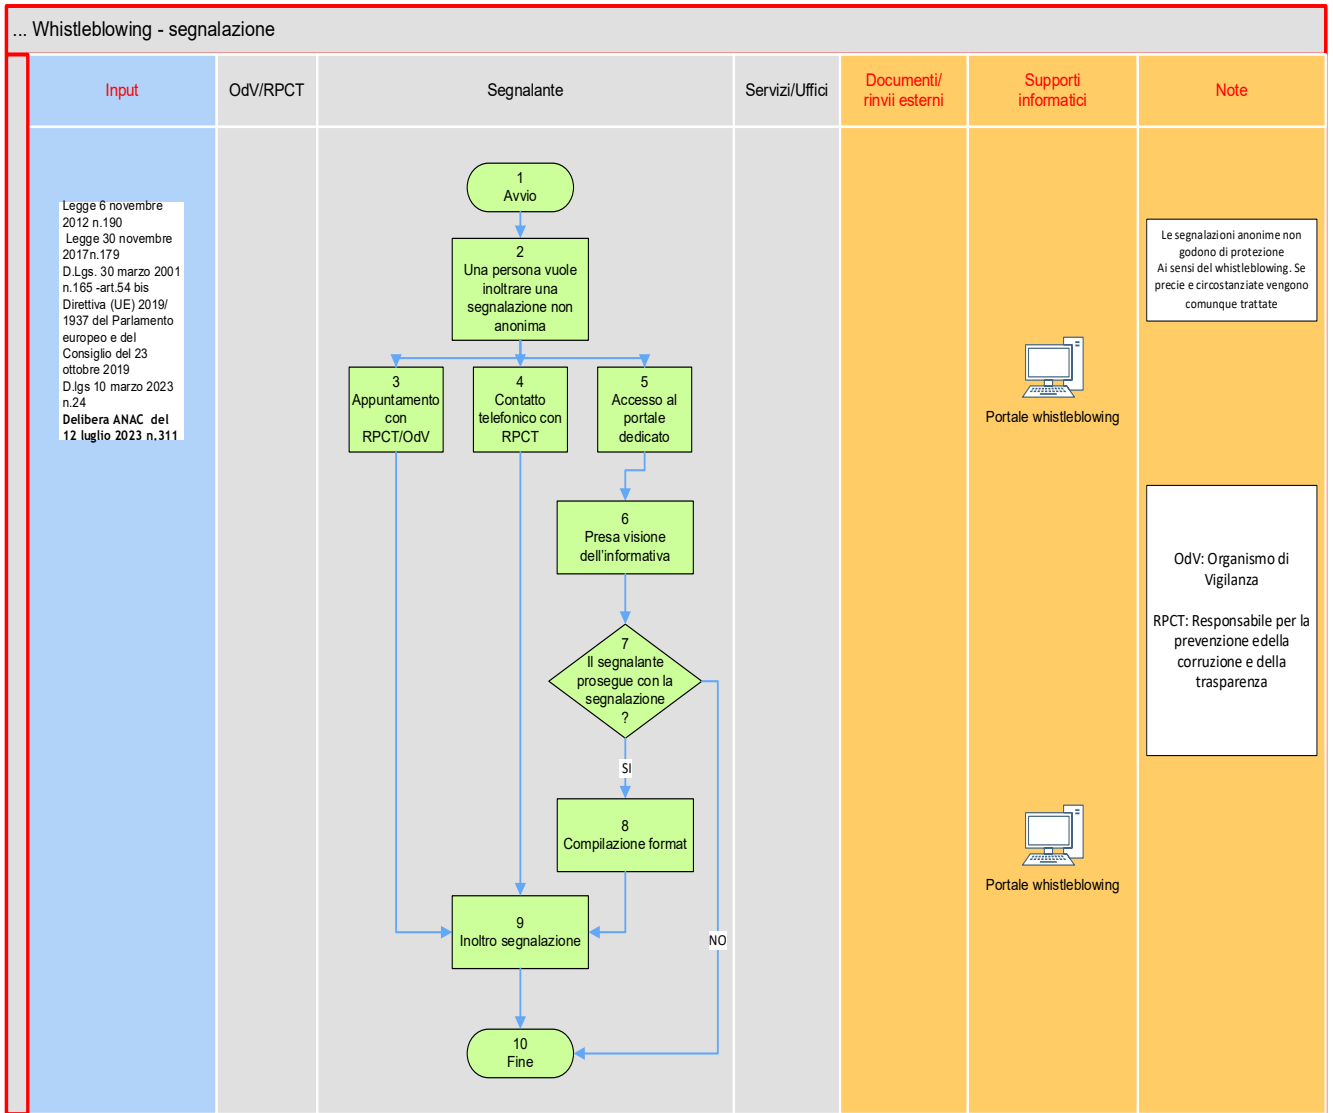 ... Whistleblowing - segnalazione
Input
OdV/RPCT
Segnalante
Servizi/Uffici
Documenti/
rinvii esterni
Supporti
informatici
Note
Legge 6 novembre
2012 n.190
Legge 30 novembre
2017n.179
D.Lgs. 30 marzo 2001
n.165 -art.54 bis
Direttiva (UE) 2019/
1937 del Parlamento
europeo e del
Consiglio del 23
ottobre 2019
D.lgs 10 marzo 2023
n.24
Delibera ANAC del
12 luglio 2023 n.311
1
Avvio
2
Una persona vuole
inoltrare una
segnalazione non
anonima
3
Appuntamento
con
RPCT/OdV
4
Contatto
telefonico con
RPCT
5
Accesso al
portale
dedicato
6
Presa visione
dell'informativa
7
Il segnalante
prosegue con la
segnalazione
?
SI
8
Compilazione format
9
Inoltro segnalazione
NO
10
Fine
Portale whistleblowing
Portale whistleblowing
Le segnalazioni anonime non
godono di protezione
Ai sensi del whistleblowing. Se
precie e circostanziate vengono
comunque trattate
OdV: Organismo di
Vigilanza
RPCT: Responsabile per la
prevenzione edella
corruzione e della
trasparenza